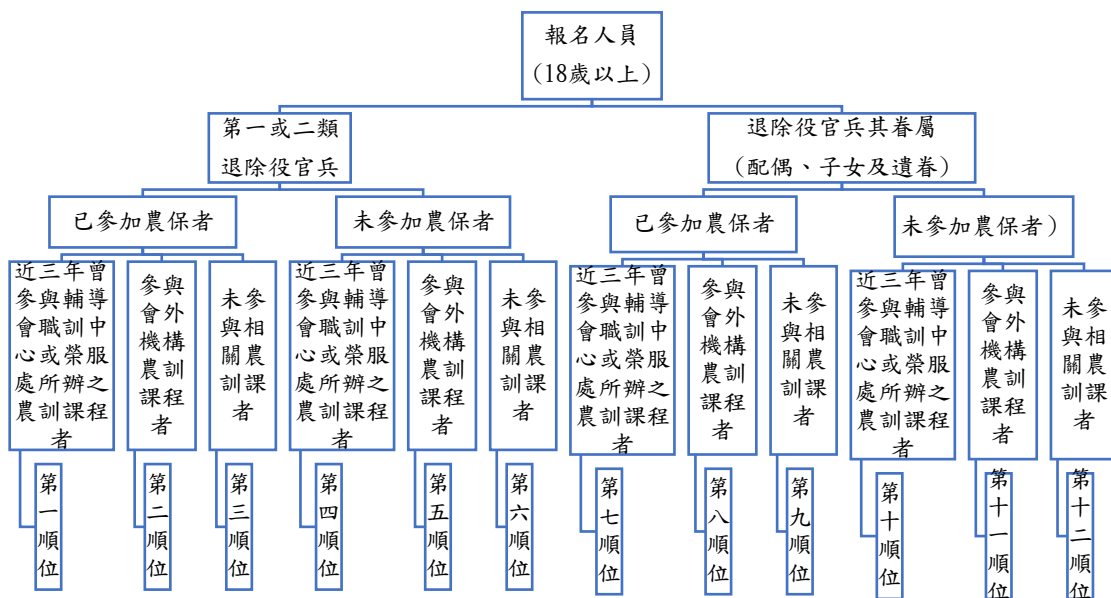 報名人員
(18歲以上)
第一或二類
退除役官兵
退除役官兵其眷屬
(配偶、子女及遺眷)
已參加農保者
未參加農保者
已參加農保者
未參加農保者)
近三年曾
參與輔導
會職訓中
心或榮服
處所辦之
農訓課程
者
參與
會外
機構
農訓
課程
者
未參
與相
關農
訓課
者
近三年曾
參與輔導
會職訓中
心或榮服
處所辦之
農訓課程
者
參與
會外
機構
農訓
課程
者
未參
與相
關農
訓課
者
近三年曾
參與輔導
會職訓中
心或榮服
處所辦之
農訓課程
者
參與
會外
機構
農訓
課程
者
未參
與相
關農
訓課
者
近三年曾
參與輔導
會職訓中
心或榮服
處所辦之
農訓課程
者
參與
會外
機構
農訓
課程
者
未參
與相
關農
訓課
者
第一順位
第二順位
第三順位
第四順位
第五順位
第六順位
第七順位
第八順位
第九順位
第十順位
第十一順位
第十二順位